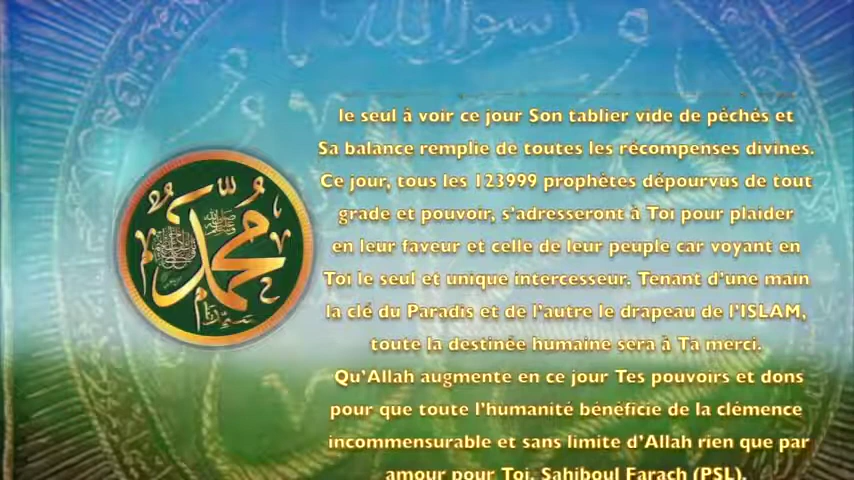 رسول الله
محمد
le seul à voir ce jour Son tablier vide de péchés et
Sa balance remplie de toutes les récompenses divines.
Ce jour, tous les 123999 prophètes dépourvus de tout
grade et pouvoir, s'adresseront à Toi pour plaider
en leur faveur et celle de leur peuple car voyant en
Toi le seul et unique intercesseur. Tenant d'une main
la clé du Paradis et de l'autre le drapeau de l'ISLAM,
toute la destinée humaine sera à Ta merci.
Qu'Allah augmente en ce jour Tes pouvoirs et dons
pour que toute l'humanité bénéficie de la clémence
incommensurable et sans limite d'Allah rien que par
amour pour Toi. Sahiboul Farach (PSL).